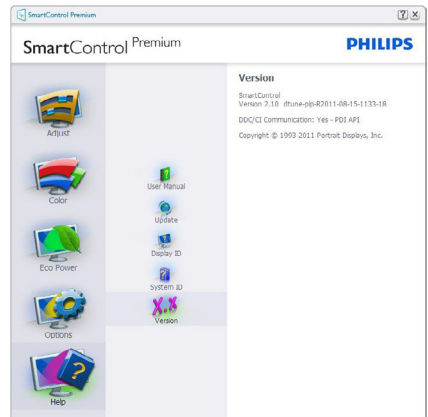 SmartControl Premium
SmartControl Premium
PHILIPS
Adjust
Color
Eco Power
Options
Help
User Manual
Update
Display ID
System ID
X.X
Version
Version
SmartControl
Version 2.10 dtune-plp-R2011-08-15-1133-18
DDC/CI Communication: Yes - PDI API
Copyright © 1993-2011 Portrait Displays, Inc.